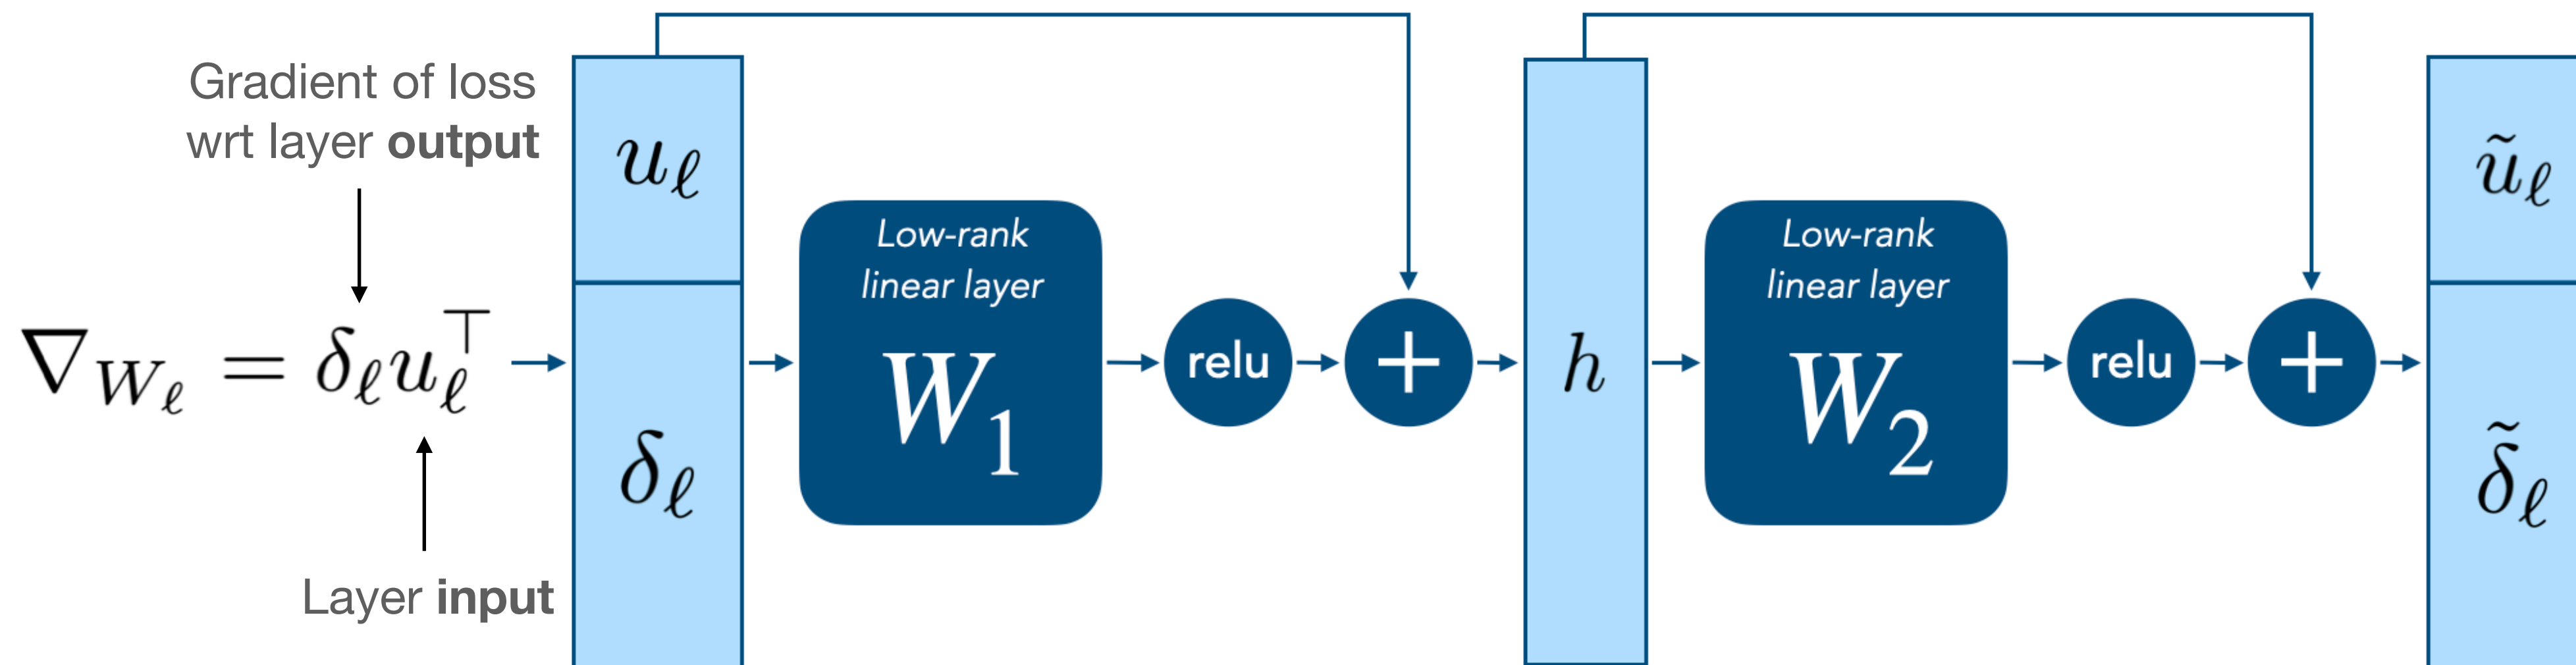 Gradient of loss
wrt layer output
∇_{W_ℓ} = δ_ℓ u_ℓ^⊤
Layer input
u_ℓ
δ_ℓ
Low-rank
linear layer
W_1
relu
+
h
Low-rank
linear layer
W_2
relu
+
ũ_ℓ
δ̃_ℓ